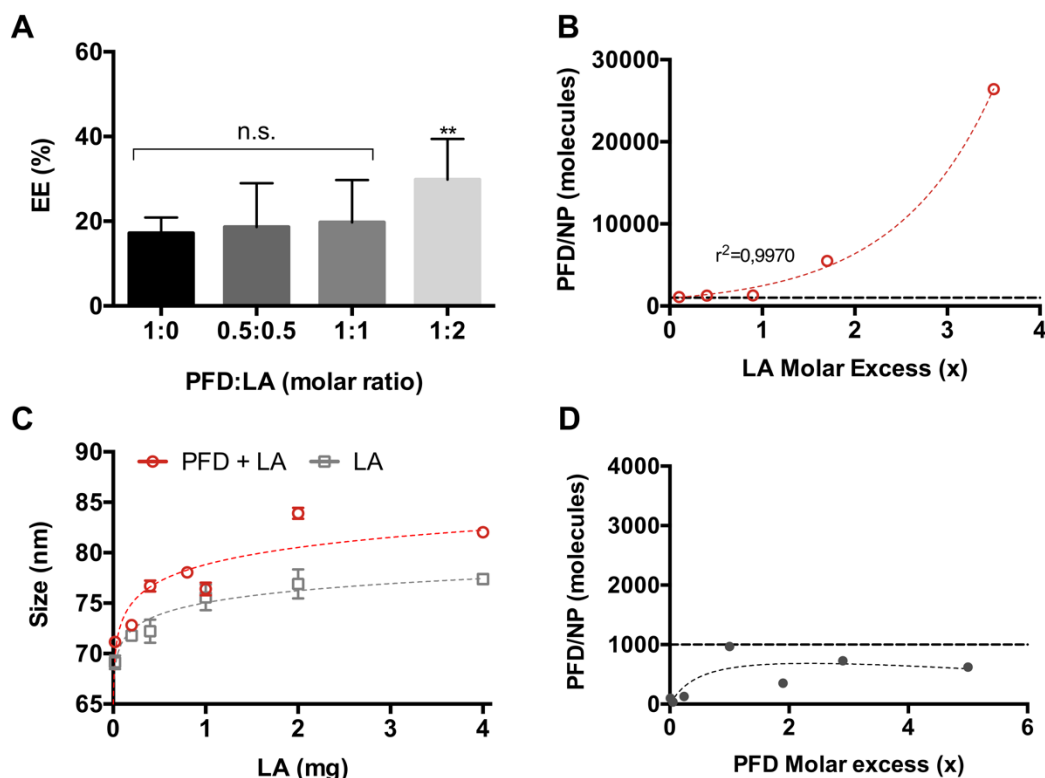 A
60
40
20
0
EE (%)
n.s.
**
1:0 0.5:0.5 1:1 1:2
PFD:LA (molar ratio)
B
30000
20000
10000
0
PFD/NP (molecules)
r²=0,9970
0 1 2 3 4
LA Molar Excess (x)
C
PFD + LA LA
90
85
80
75
70
65
Size (nm)
0 1 2 4
LA (mg)
D
4000
3000
2000
1000
0
PFD/NP (molecules)
0 2 4 6
PFD Molar excess (x)